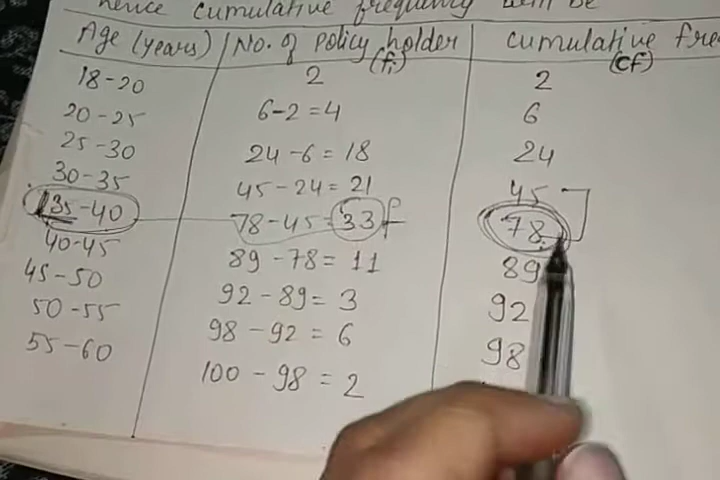 hence cumulative frequency will be
Age (years) No. of policy holder (fi) cumulative fre (cf)
18-20 2 2
20-25 6-2=4 6
25-30 24-6=18 24
30-35 45-24=21 45
35-40 78-45=33 f 78
40-45 89-78=11 89
45-50 92-89=3 92
50-55 98-92=6 98
55-60 100-98=2